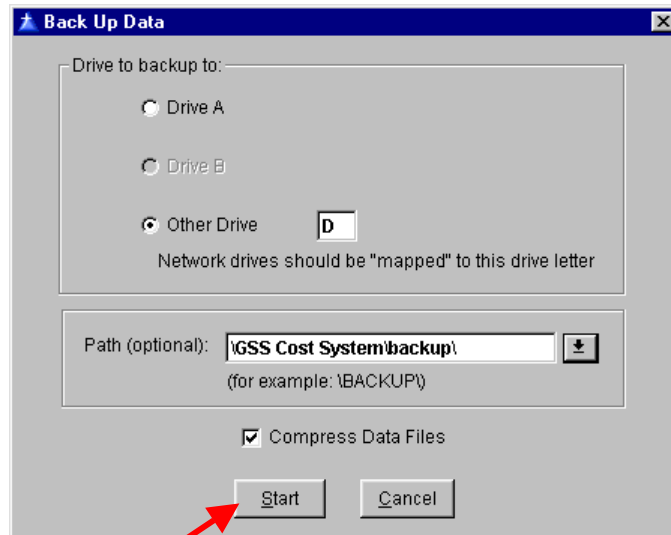 Back Up Data
Drive to backup to:
Drive A
Drive B
Other Drive D
Network drives should be "mapped" to this drive letter
Path (optional): \GSS Cost System\backup\
(for example: \BACKUP\)
Compress Data Files
Start Cancel